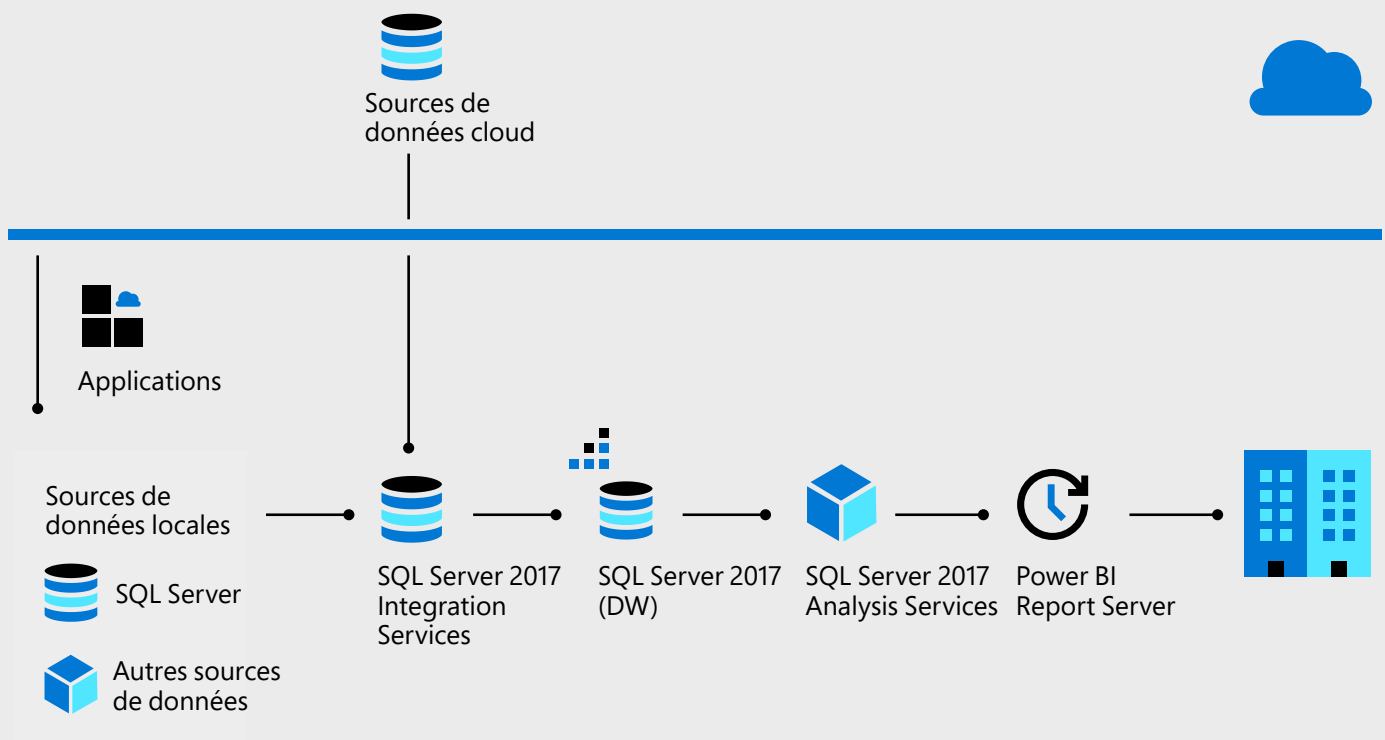 Sources de
données cloud
Applications
Sources de
données locales
SQL Server
Autres sources
de données
SQL Server 2017
Integration
Services
SQL Server 2017
(DW)
SQL Server 2017
Analysis Services
Power BI
Report Server